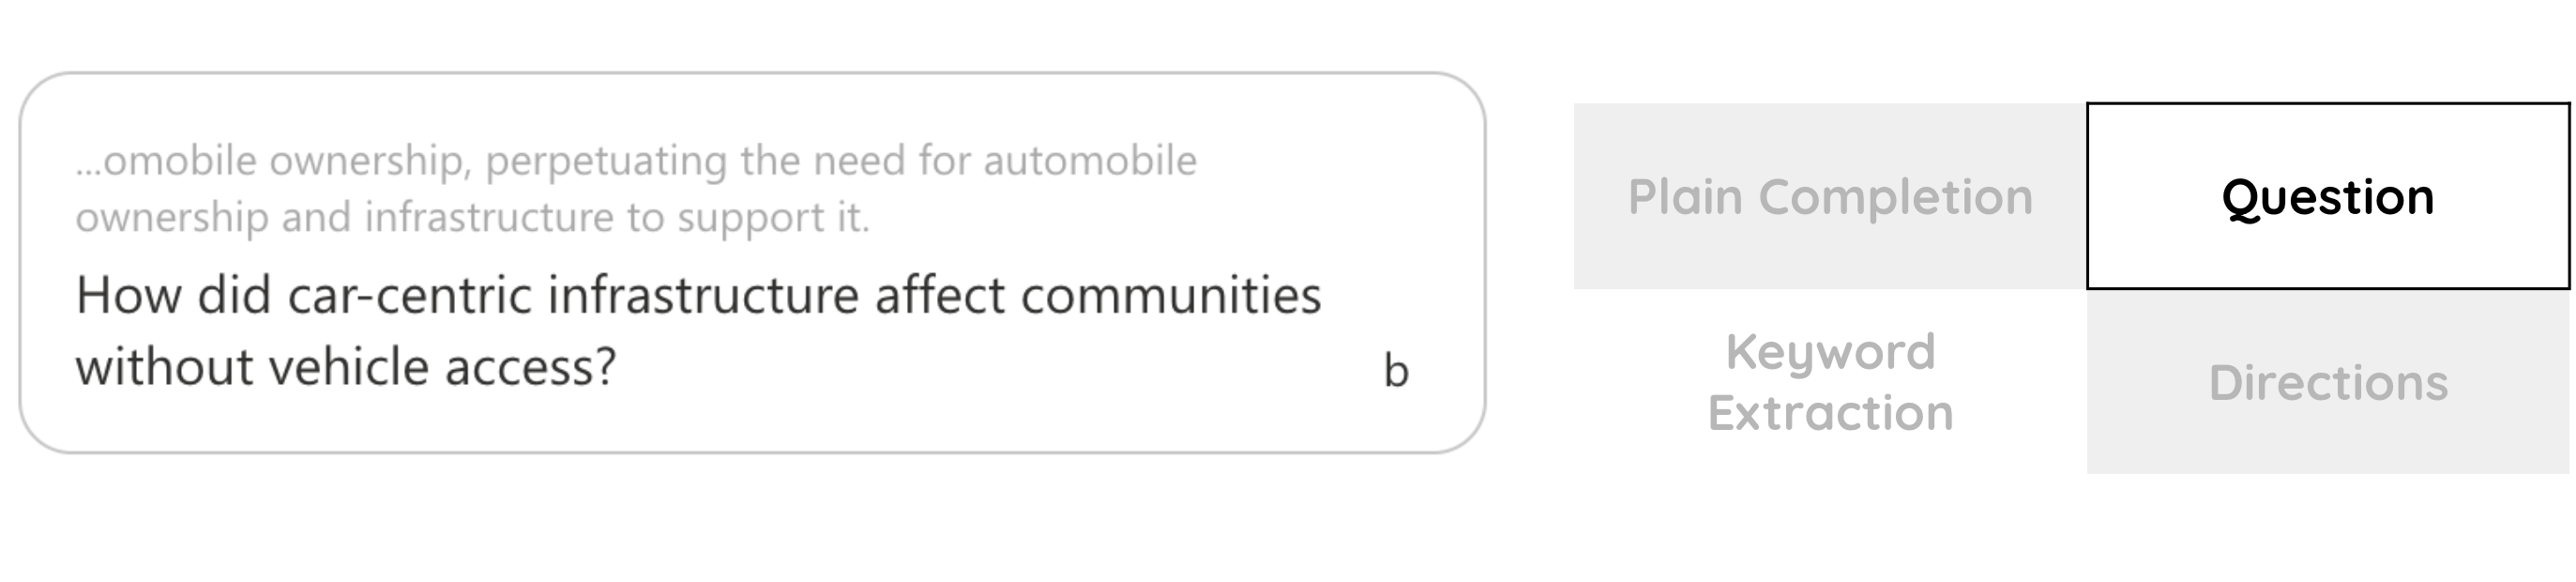 ...omobile ownership, perpetuating the need for automobile
ownership and infrastructure to support it.
How did car-centric infrastructure affect communities
without vehicle access?
b
Plain Completion
Question
Keyword
Extraction
Directions